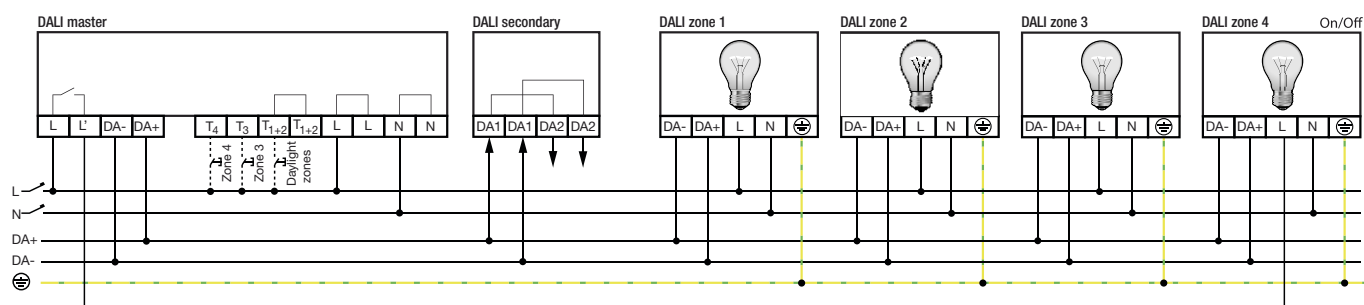 DALI master
DALI secondary
DALI zone 1
DALI zone 2
DALI zone 3
DALI zone 4 On/Off
L L' DA- DA+ T4 T3 T1+2 T1+2 L L N N
DA1 DA1 DA2 DA2
DA- DA+ L N
DA- DA+ L N
DA- DA+ L N
DA- DA+ L N
Zone 4
Zone 3
Daylight
zones
L
N
DA+
DA-